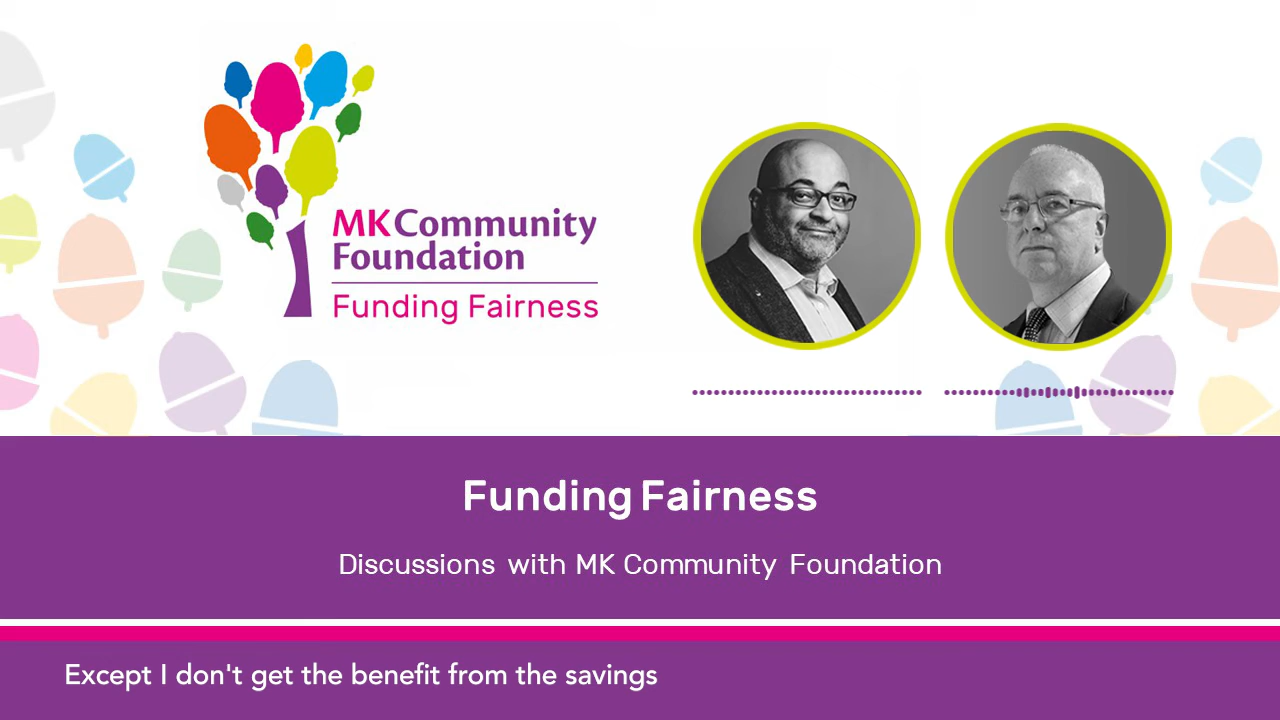 MK Community
Foundation
Funding Fairness
Funding Fairness
Discussions with MK Community Foundation
Except I don't get the benefit from the savings